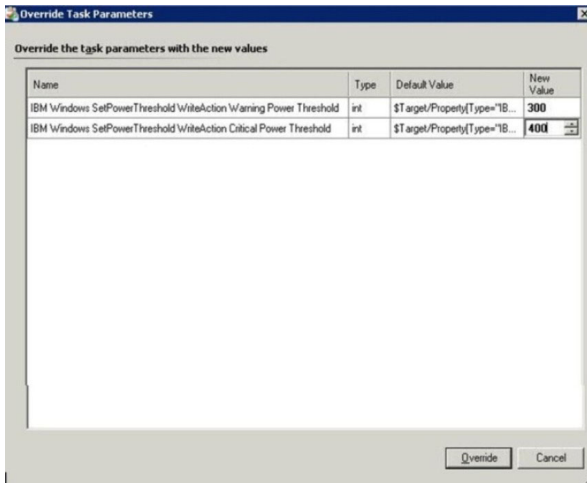 Override Task Parameters
Override the task parameters with the new values
Name Type Default Value New Value
IBM Windows SetPowerThreshold WriteAction Warning Power Threshold int $Target/Property[Type="IB... 300
IBM Windows SetPowerThreshold WriteAction Critical Power Threshold int $Target/Property[Type="IB... 400
Override Cancel